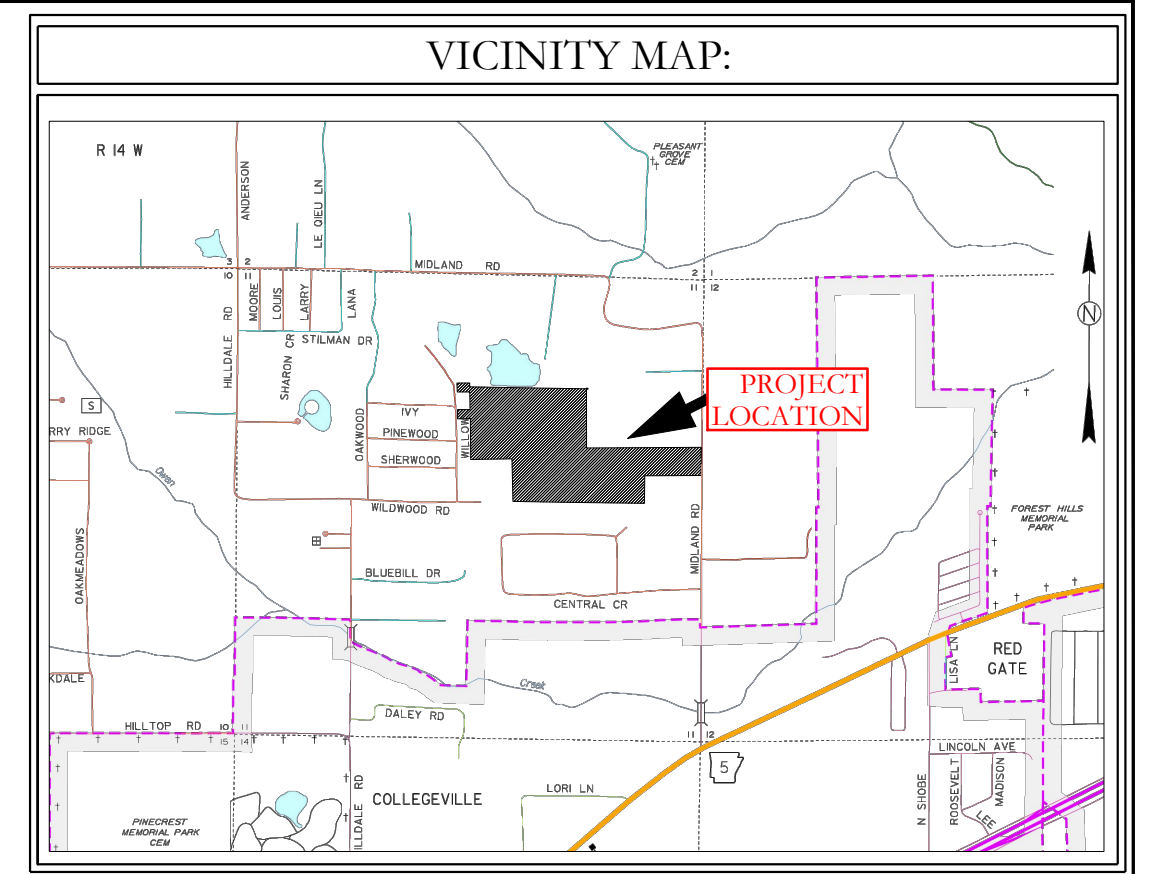 VICINITY MAP:
R 14 W
ANDERSON
LE QIEU LN
PLEASANT
GROVE
CEM
3 2
10 11
MIDLAND RD
2 1
11 12
HILLDALE RD
MOORE
LOUIS
LARRY
LANA
STILMAN DR
SHARON CR
N
PROJECT
LOCATION
S
RRY RIDGE
OAKWOOD
IVY
PINEWOOD
SHERWOOD
WILLOW
WILDWOOD RD
Owen
OAKMEADOWS
MIDLAND RD
FOREST HILLS
MEMORIAL
PARK
BLUEBILL DR
CENTRAL CR
LISA LN
RED
GATE
KDALE
Creek
DALEY RD
HILLTOP RD
10 11
15 14
11 12
5
LINCOLN AVE
ILLDALE RD
COLLEGEVILLE
LORI LN
N SHOBE
ROOSEVELT
MADISON
LEE
PINECREST
MEMORIAL PARK
CEM